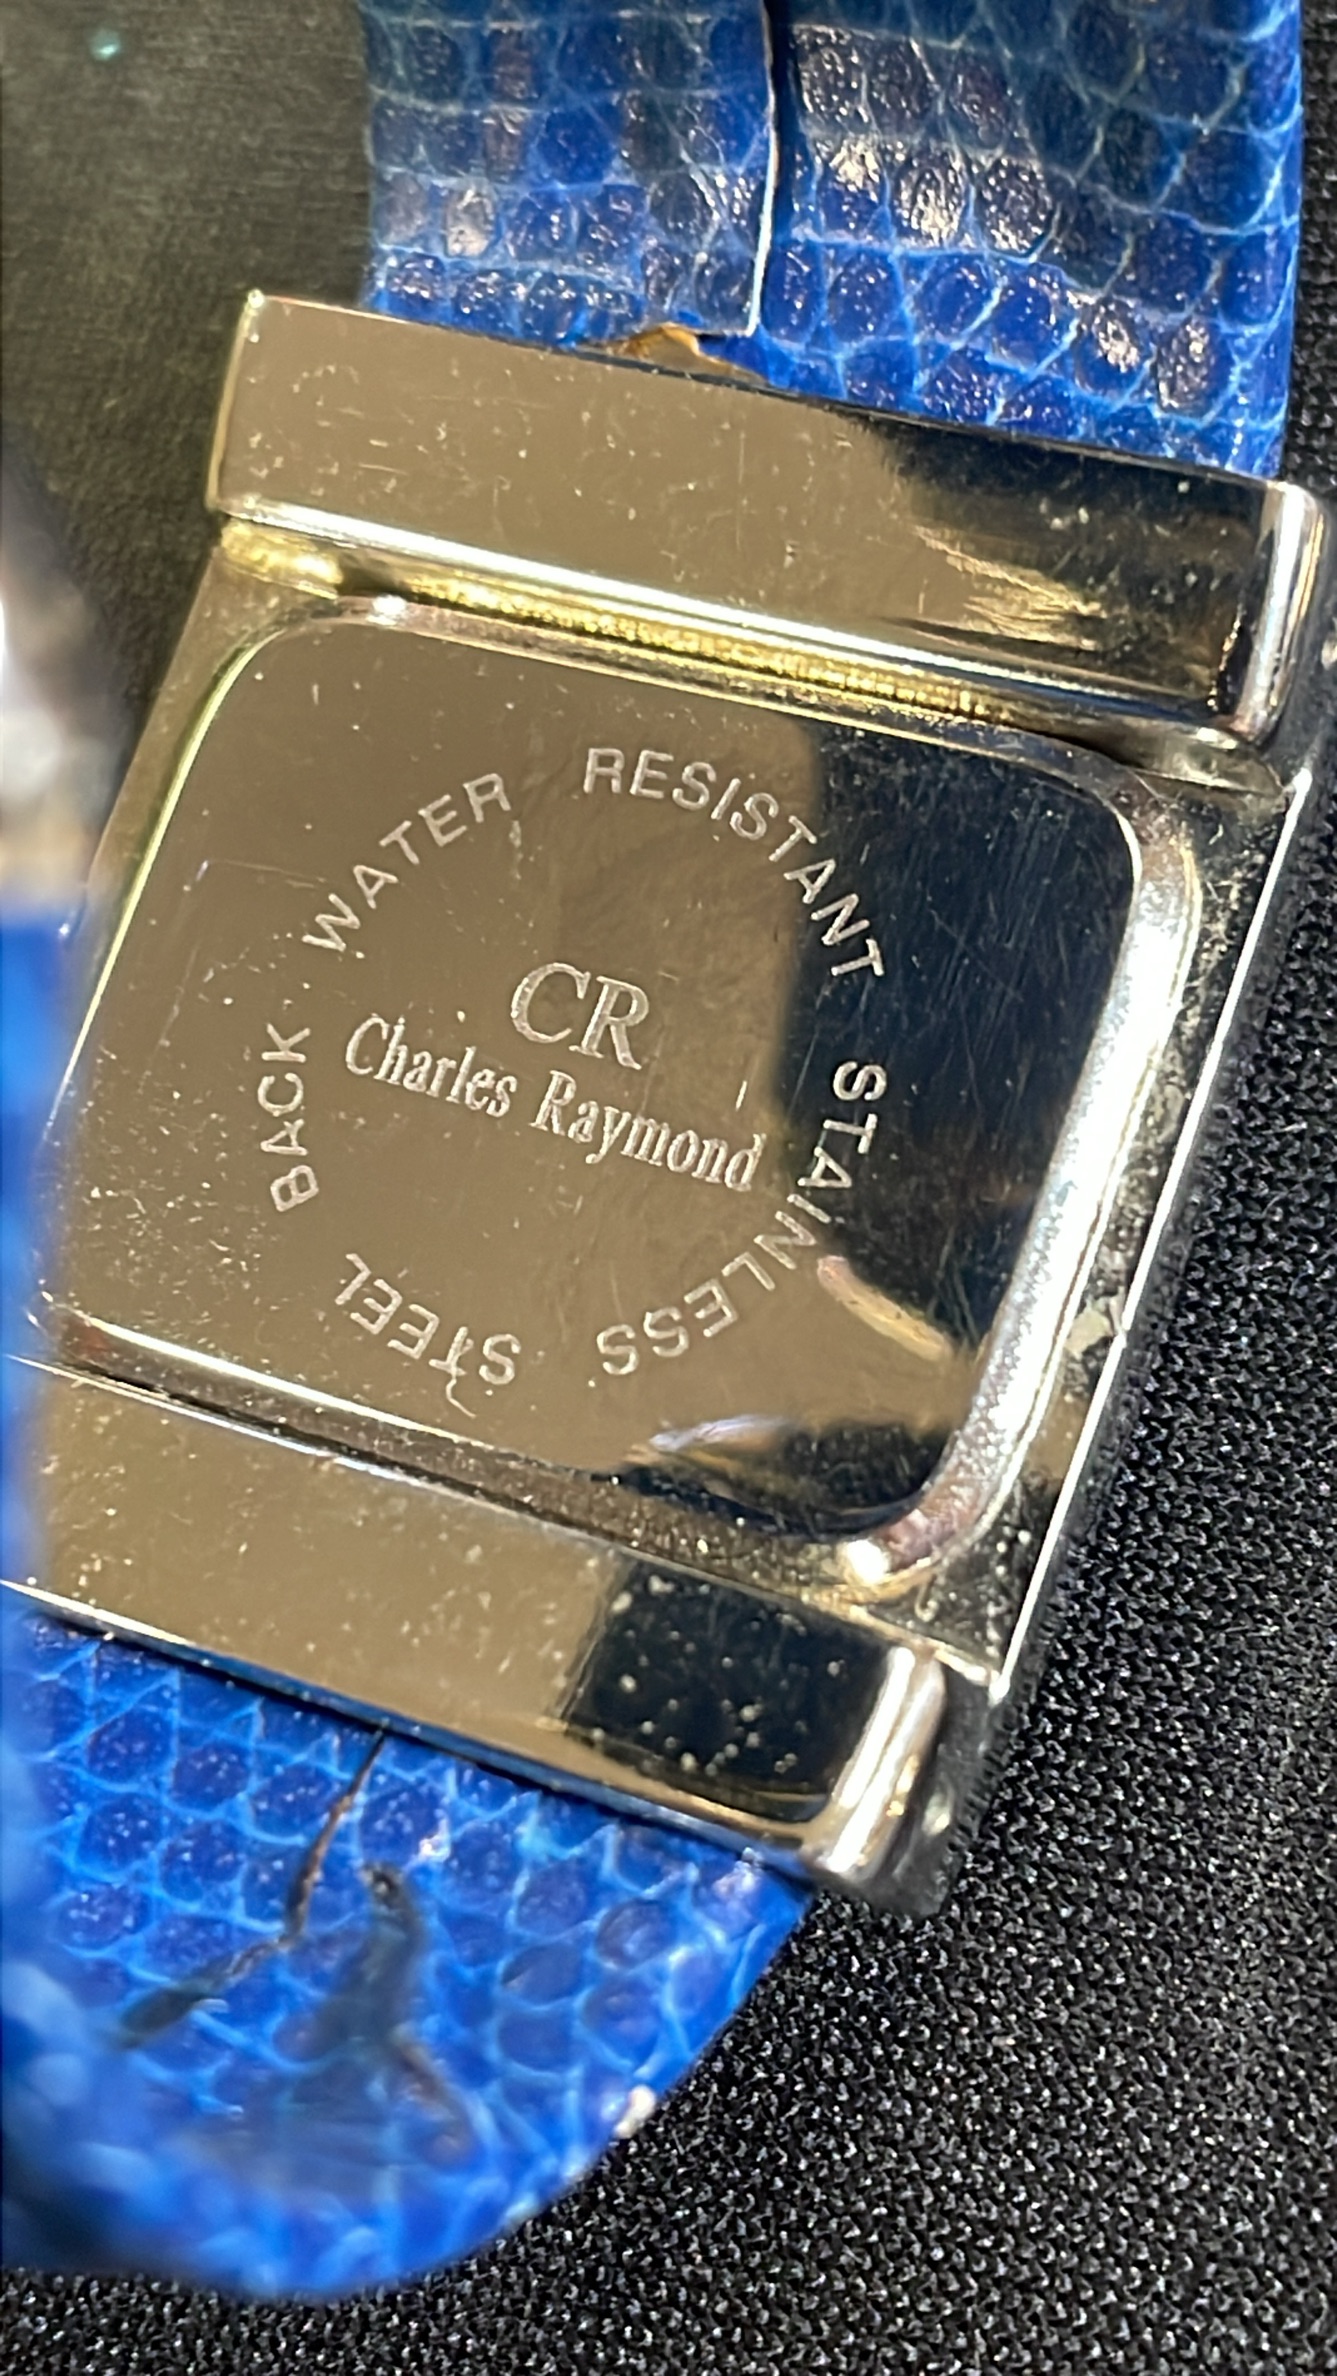 WATER RESISTANT STAINLESS STEEL BACK
CR
Charles Raymond